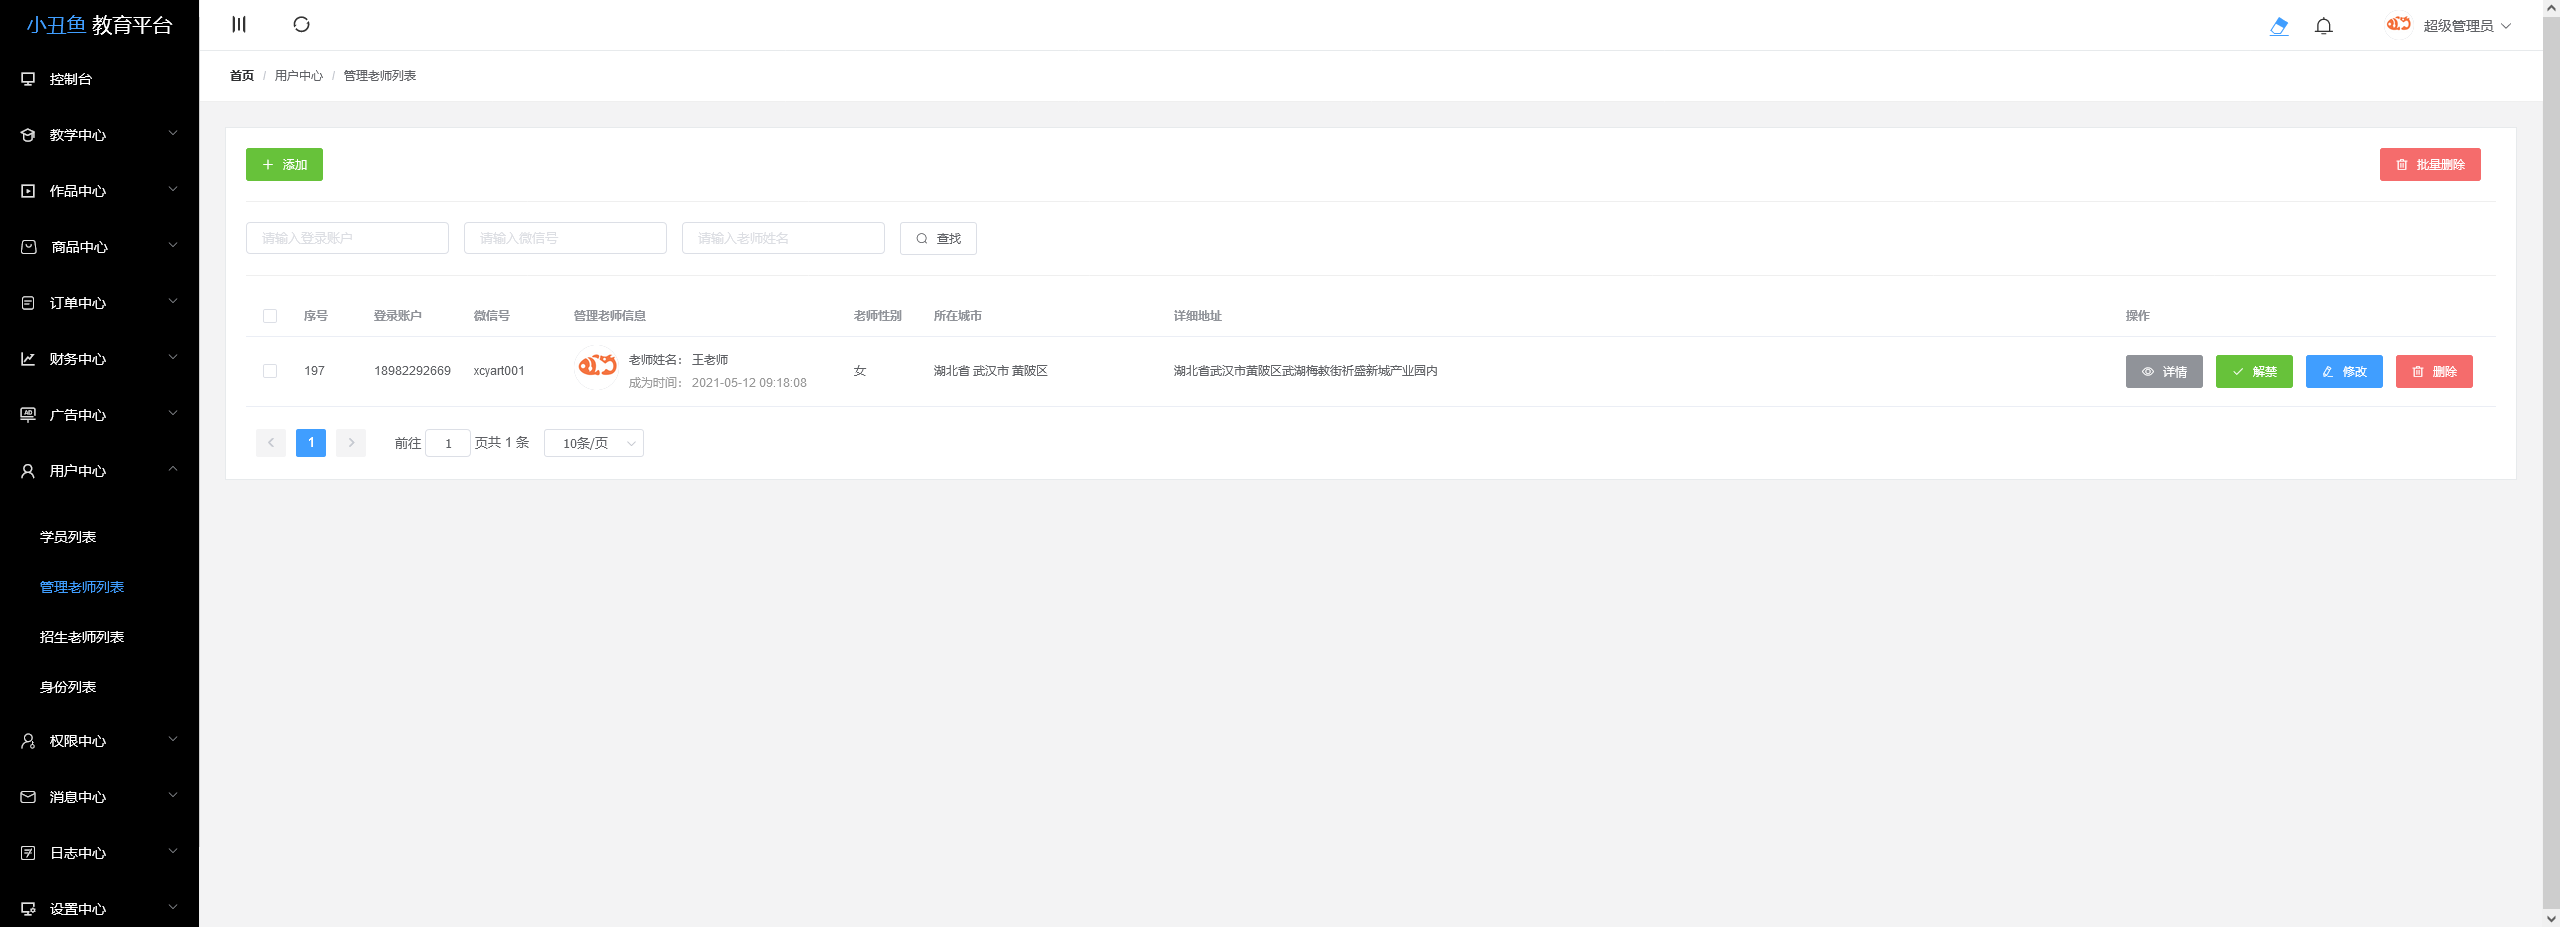 小丑鱼 教育平台
控制台
教学中心
作品中心
商品中心
订单中心
财务中心
广告中心
用户中心
学员列表
管理老师列表
招生老师列表
身份列表
权限中心
消息中心
日志中心
设置中心
超级管理员
首页 / 用户中心 / 管理老师列表
添加
批量删除
请输入登录账户 请输入微信号 请输入老师姓名 查找
序号 登录账户 微信号 管理老师信息 老师性别 所在城市 详细地址 操作
197 18982292669 xcyart001 老师姓名： 王老师 女 湖北省 武汉市 黄陂区 湖北省武汉市黄陂区武湖梅教街祈盛新城产业园内 详情 解禁 修改 删除
成为时间： 2021-05-12 09:18:08
1 前往 1 页共 1 条 10条/页